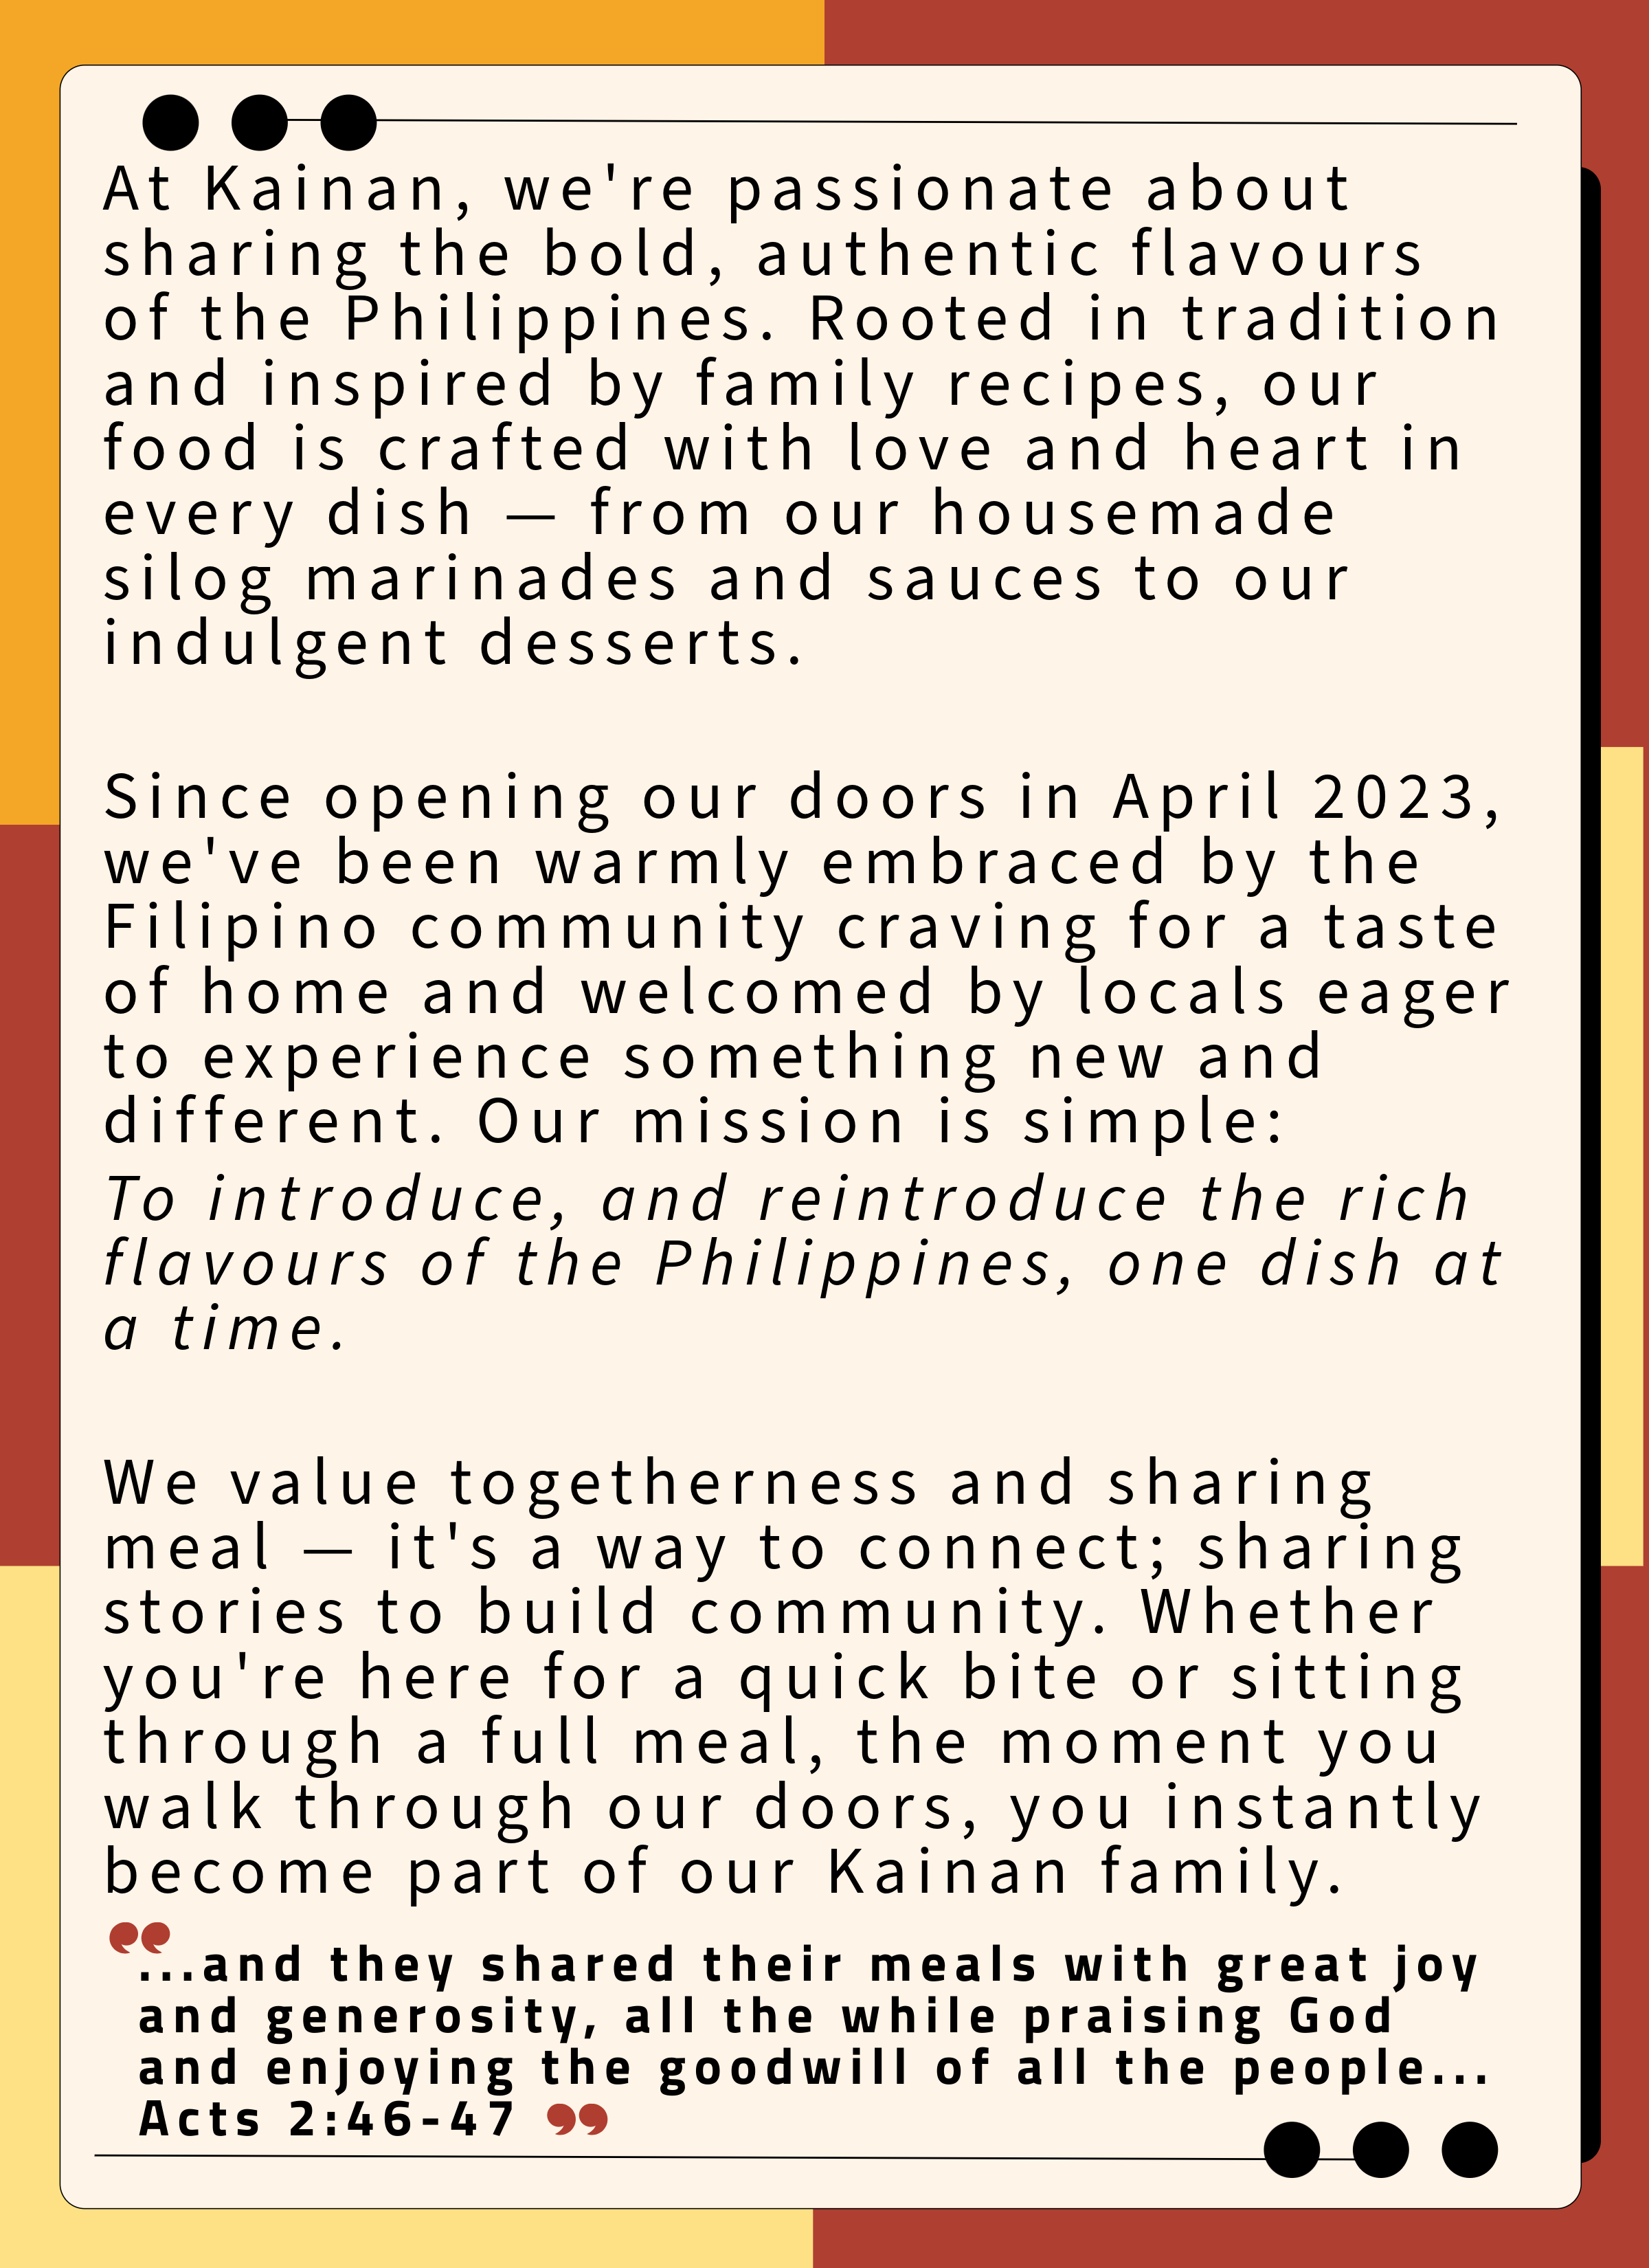 At Kainan, we're passionate about
sharing the bold, authentic flavours
of the Philippines. Rooted in tradition
and inspired by family recipes, our
food is crafted with love and heart in
every dish — from our housemade
silog marinades and sauces to our
indulgent desserts.
Since opening our doors in April 2023,
we've been warmly embraced by the
Filipino community craving for a taste
of home and welcomed by locals eager
to experience something new and
different. Our mission is simple:
To introduce, and reintroduce the rich
flavours of the Philippines, one dish at
a time.
We value togetherness and sharing
meal — it's a way to connect; sharing
stories to build community. Whether
you're here for a quick bite or sitting
through a full meal, the moment you
walk through our doors, you instantly
become part of our Kainan family.
“...and they shared their meals with great joy
and generosity, all the while praising God
and enjoying the goodwill of all the people...
Acts 2:46-47 ”